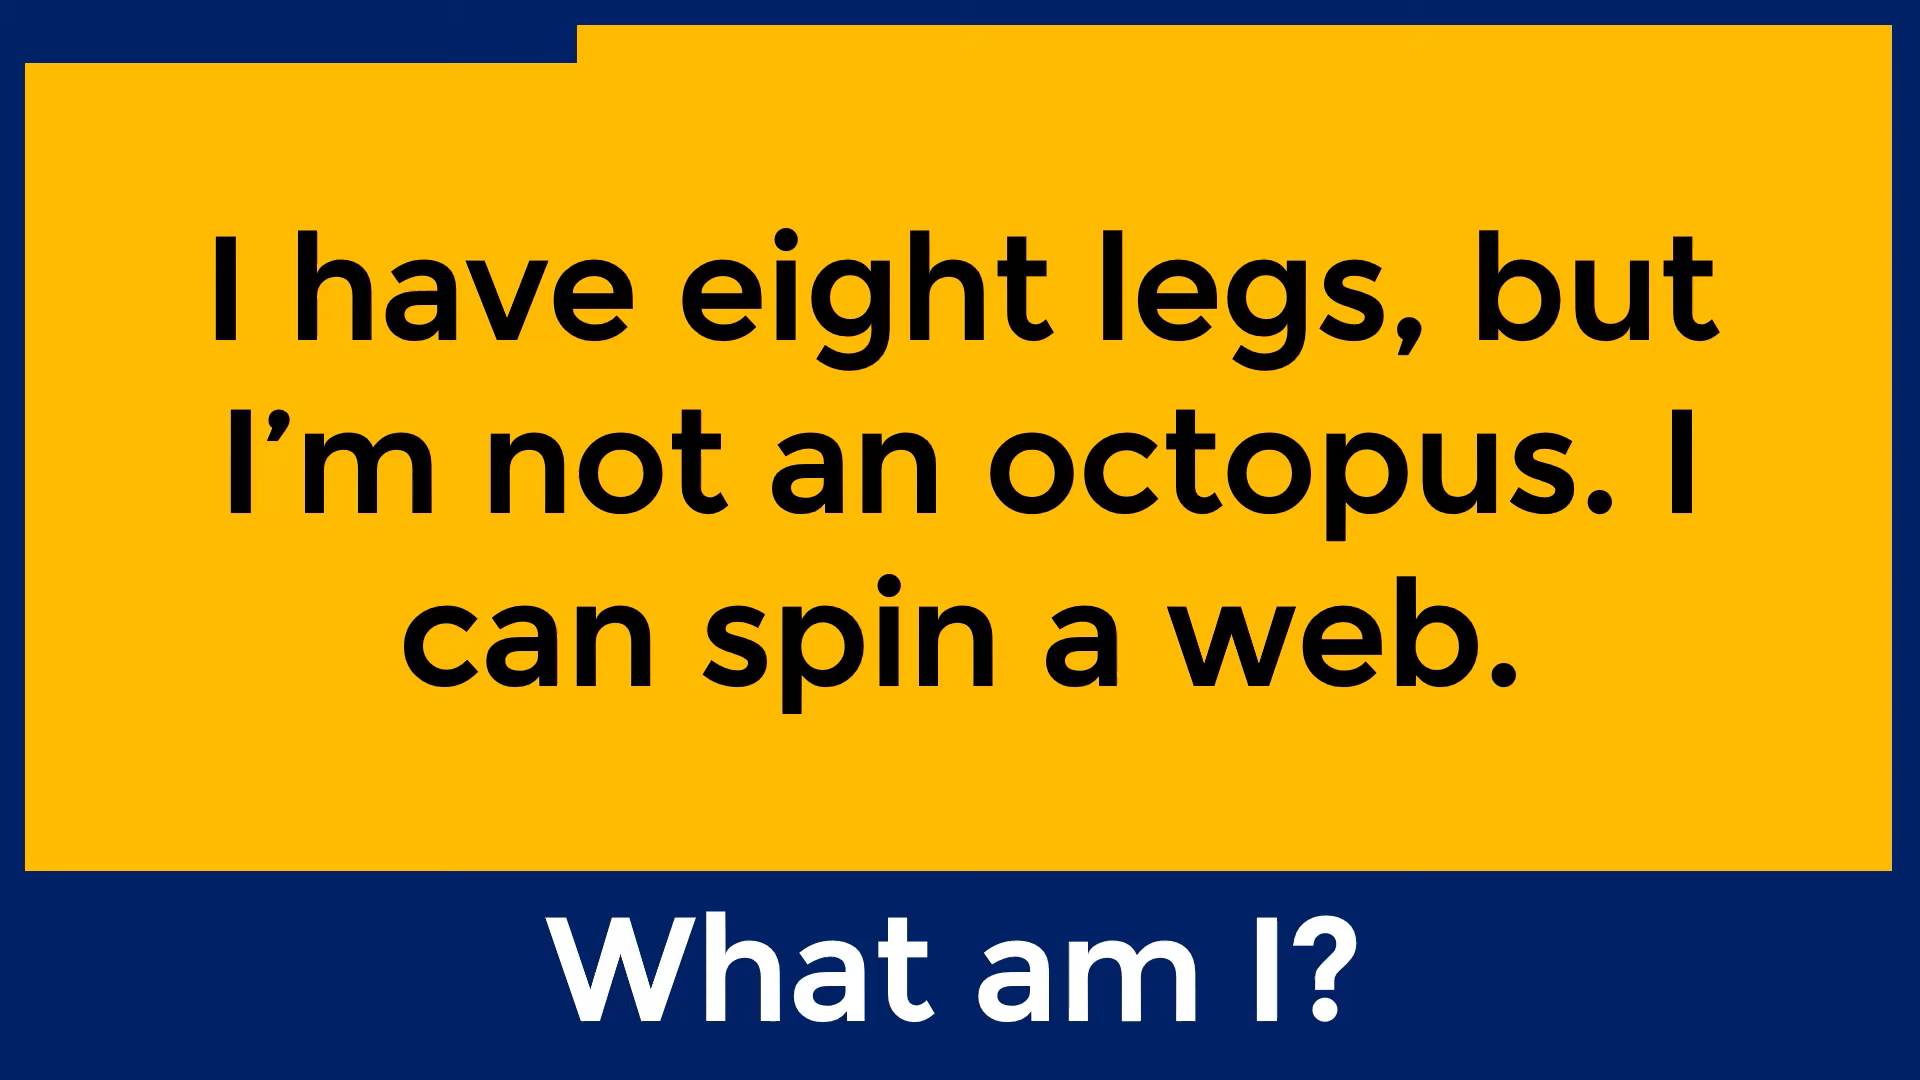 I have eight legs, but
I’m not an octopus. I
can spin a web.
What am I?